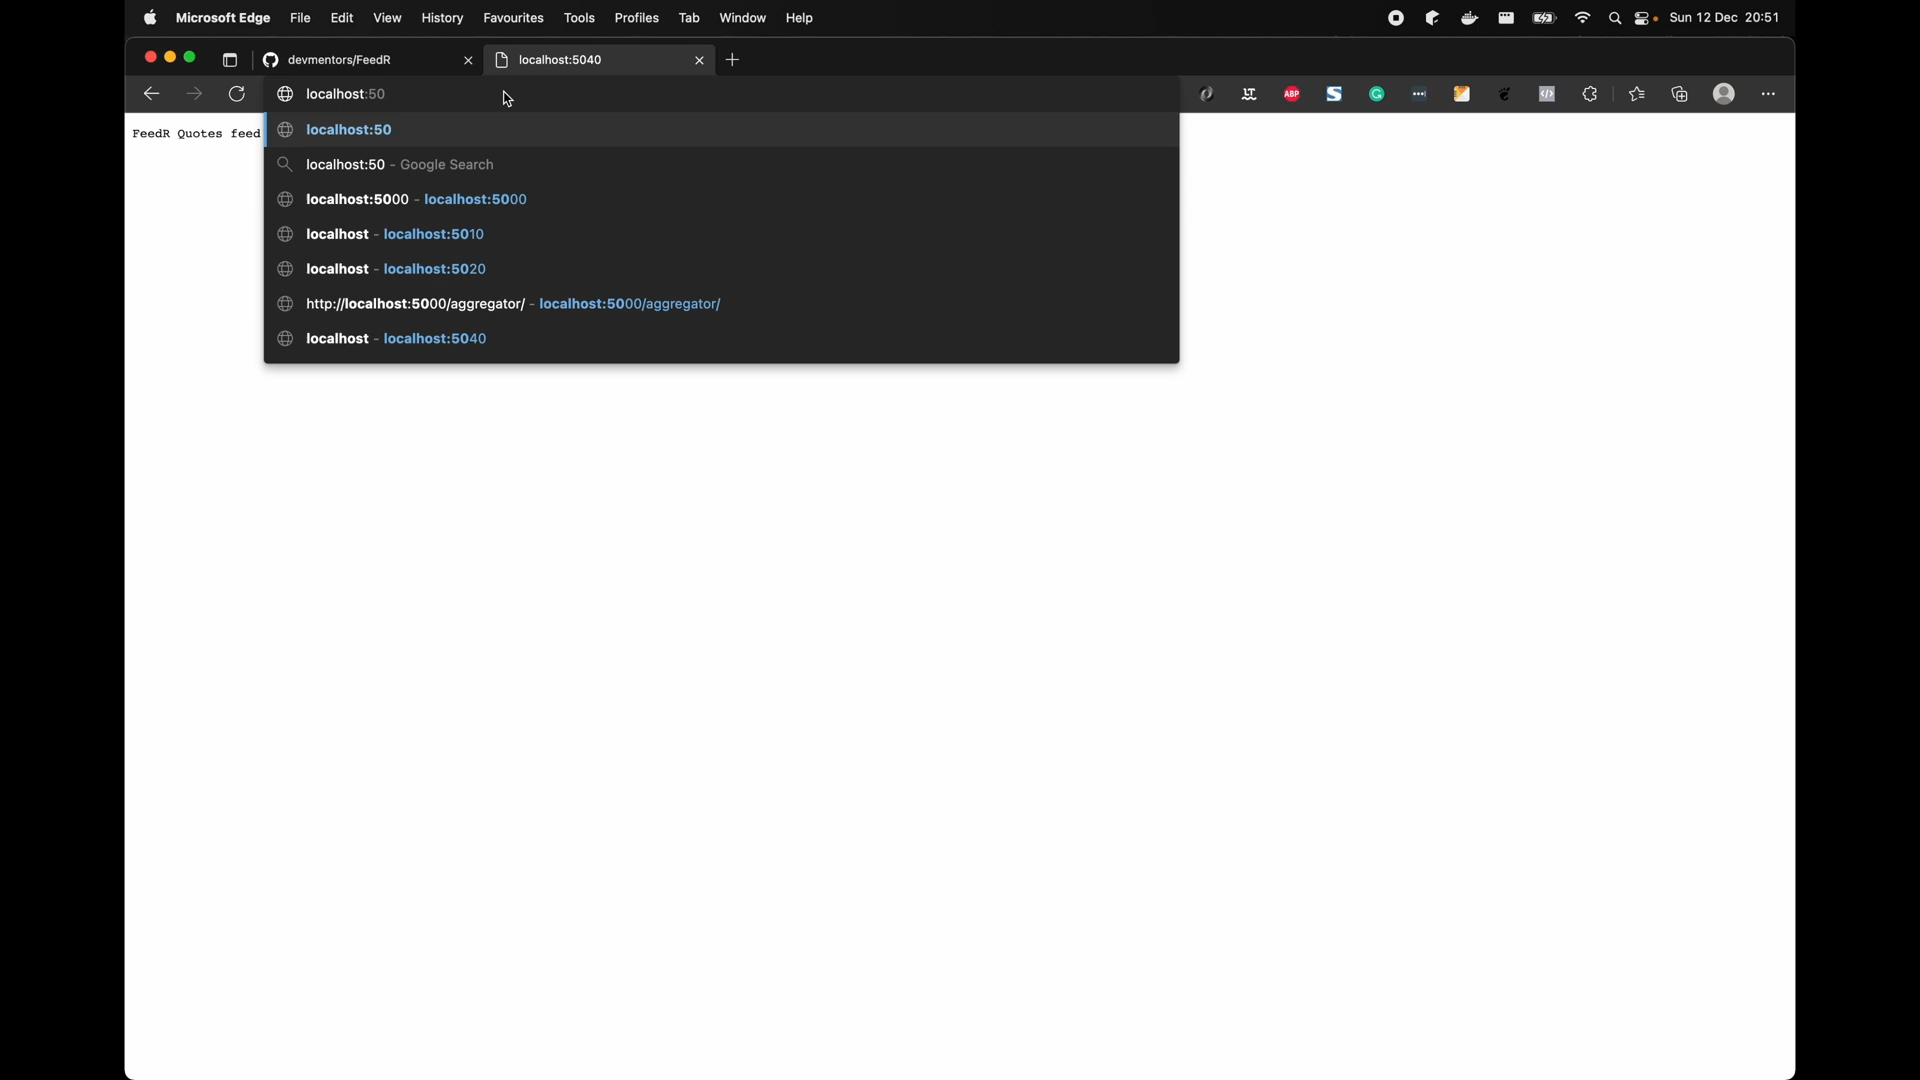 Microsoft Edge File Edit View History Favourites Tools Profiles Tab Window Help Sun 12 Dec 20:51
devmentors/FeedR localhost:5040
localhost:50 ABP
FeedR Quotes feed localhost:50
localhost:50 - Google Search
localhost:5000 - localhost:5000
localhost - localhost:5010
localhost - localhost:5020
http://localhost:5000/aggregator/ - localhost:5000/aggregator/
localhost - localhost:5040